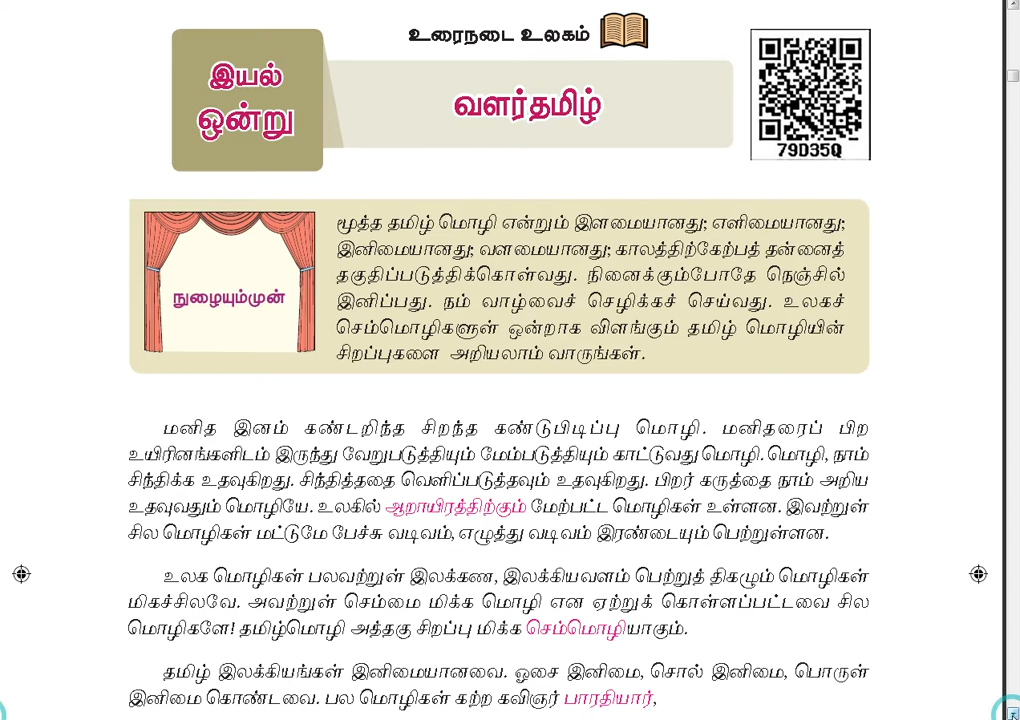 உரைநடை உலகம்
இயல்
ஒன்று
வளர்தமிழ்
79D35Q
நுழையும்முன்
மூத்த தமிழ் மொழி என்றும் இளமையானது; எளிமையானது;
இனிமையானது; வளமையானது; காலத்திற்கேற்பத் தன்னைத்
தகுதிப்படுத்திக்கொள்வது. நினைக்கும்போதே நெஞ்சில்
இனிப்பது. நம் வாழ்வைச் செழிக்கச் செய்வது. உலகச்
செம்மொழிகளுள் ஒன்றாக விளங்கும் தமிழ் மொழியின்
சிறப்புகளை அறியலாம் வாருங்கள்.
மனித இனம் கண்டறிந்த சிறந்த கண்டுபிடிப்பு மொழி. மனிதரைப் பிற
உயிரினங்களிடம் இருந்து வேறுபடுத்தியும் மேம்படுத்தியும் காட்டுவது மொழி. மொழி, நாம்
சிந்திக்க உதவுகிறது. சிந்தித்ததை வெளிப்படுத்தவும் உதவுகிறது. பிறர் கருத்தை நாம் அறிய
உதவுவதும் மொழியே. உலகில் ஆறாயிரத்திற்கும் மேற்பட்ட மொழிகள் உள்ளன. இவற்றுள்
சில மொழிகள் மட்டுமே பேச்சு வடிவம், எழுத்து வடிவம் இரண்டையும் பெற்றுள்ளன.
உலக மொழிகள் பலவற்றுள் இலக்கண, இலக்கியவளம் பெற்றுத் திகழும் மொழிகள்
மிகச்சிலவே. அவற்றுள் செம்மை மிக்க மொழி என ஏற்றுக் கொள்ளப்பட்டவை சில
மொழிகளே! தமிழ்மொழி அத்தகு சிறப்பு மிக்க செம்மொழியாகும்.
தமிழ் இலக்கியங்கள் இனிமையானவை. ஓசை இனிமை, சொல் இனிமை, பொருள்
இனிமை கொண்டவை. பல மொழிகள் கற்ற கவிஞர் பாரதியார்,